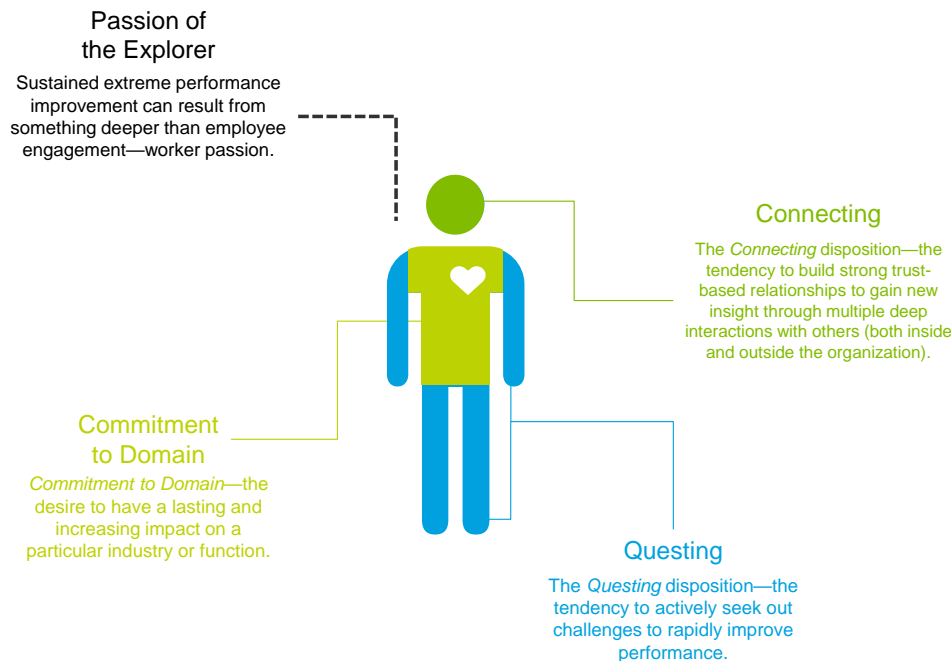 Passion of
the Explorer
Sustained extreme performance
improvement can result from
something deeper than employee
engagement—worker passion.
Connecting
The Connecting disposition—the
tendency to build strong trust-
based relationships to gain new
insight through multiple deep
interactions with others (both inside
and outside the organization).
Commitment
to Domain
Commitment to Domain—the
desire to have a lasting and
increasing impact on a
particular industry or function.
Questing
The Questing disposition—the
tendency to actively seek out
challenges to rapidly improve
performance.